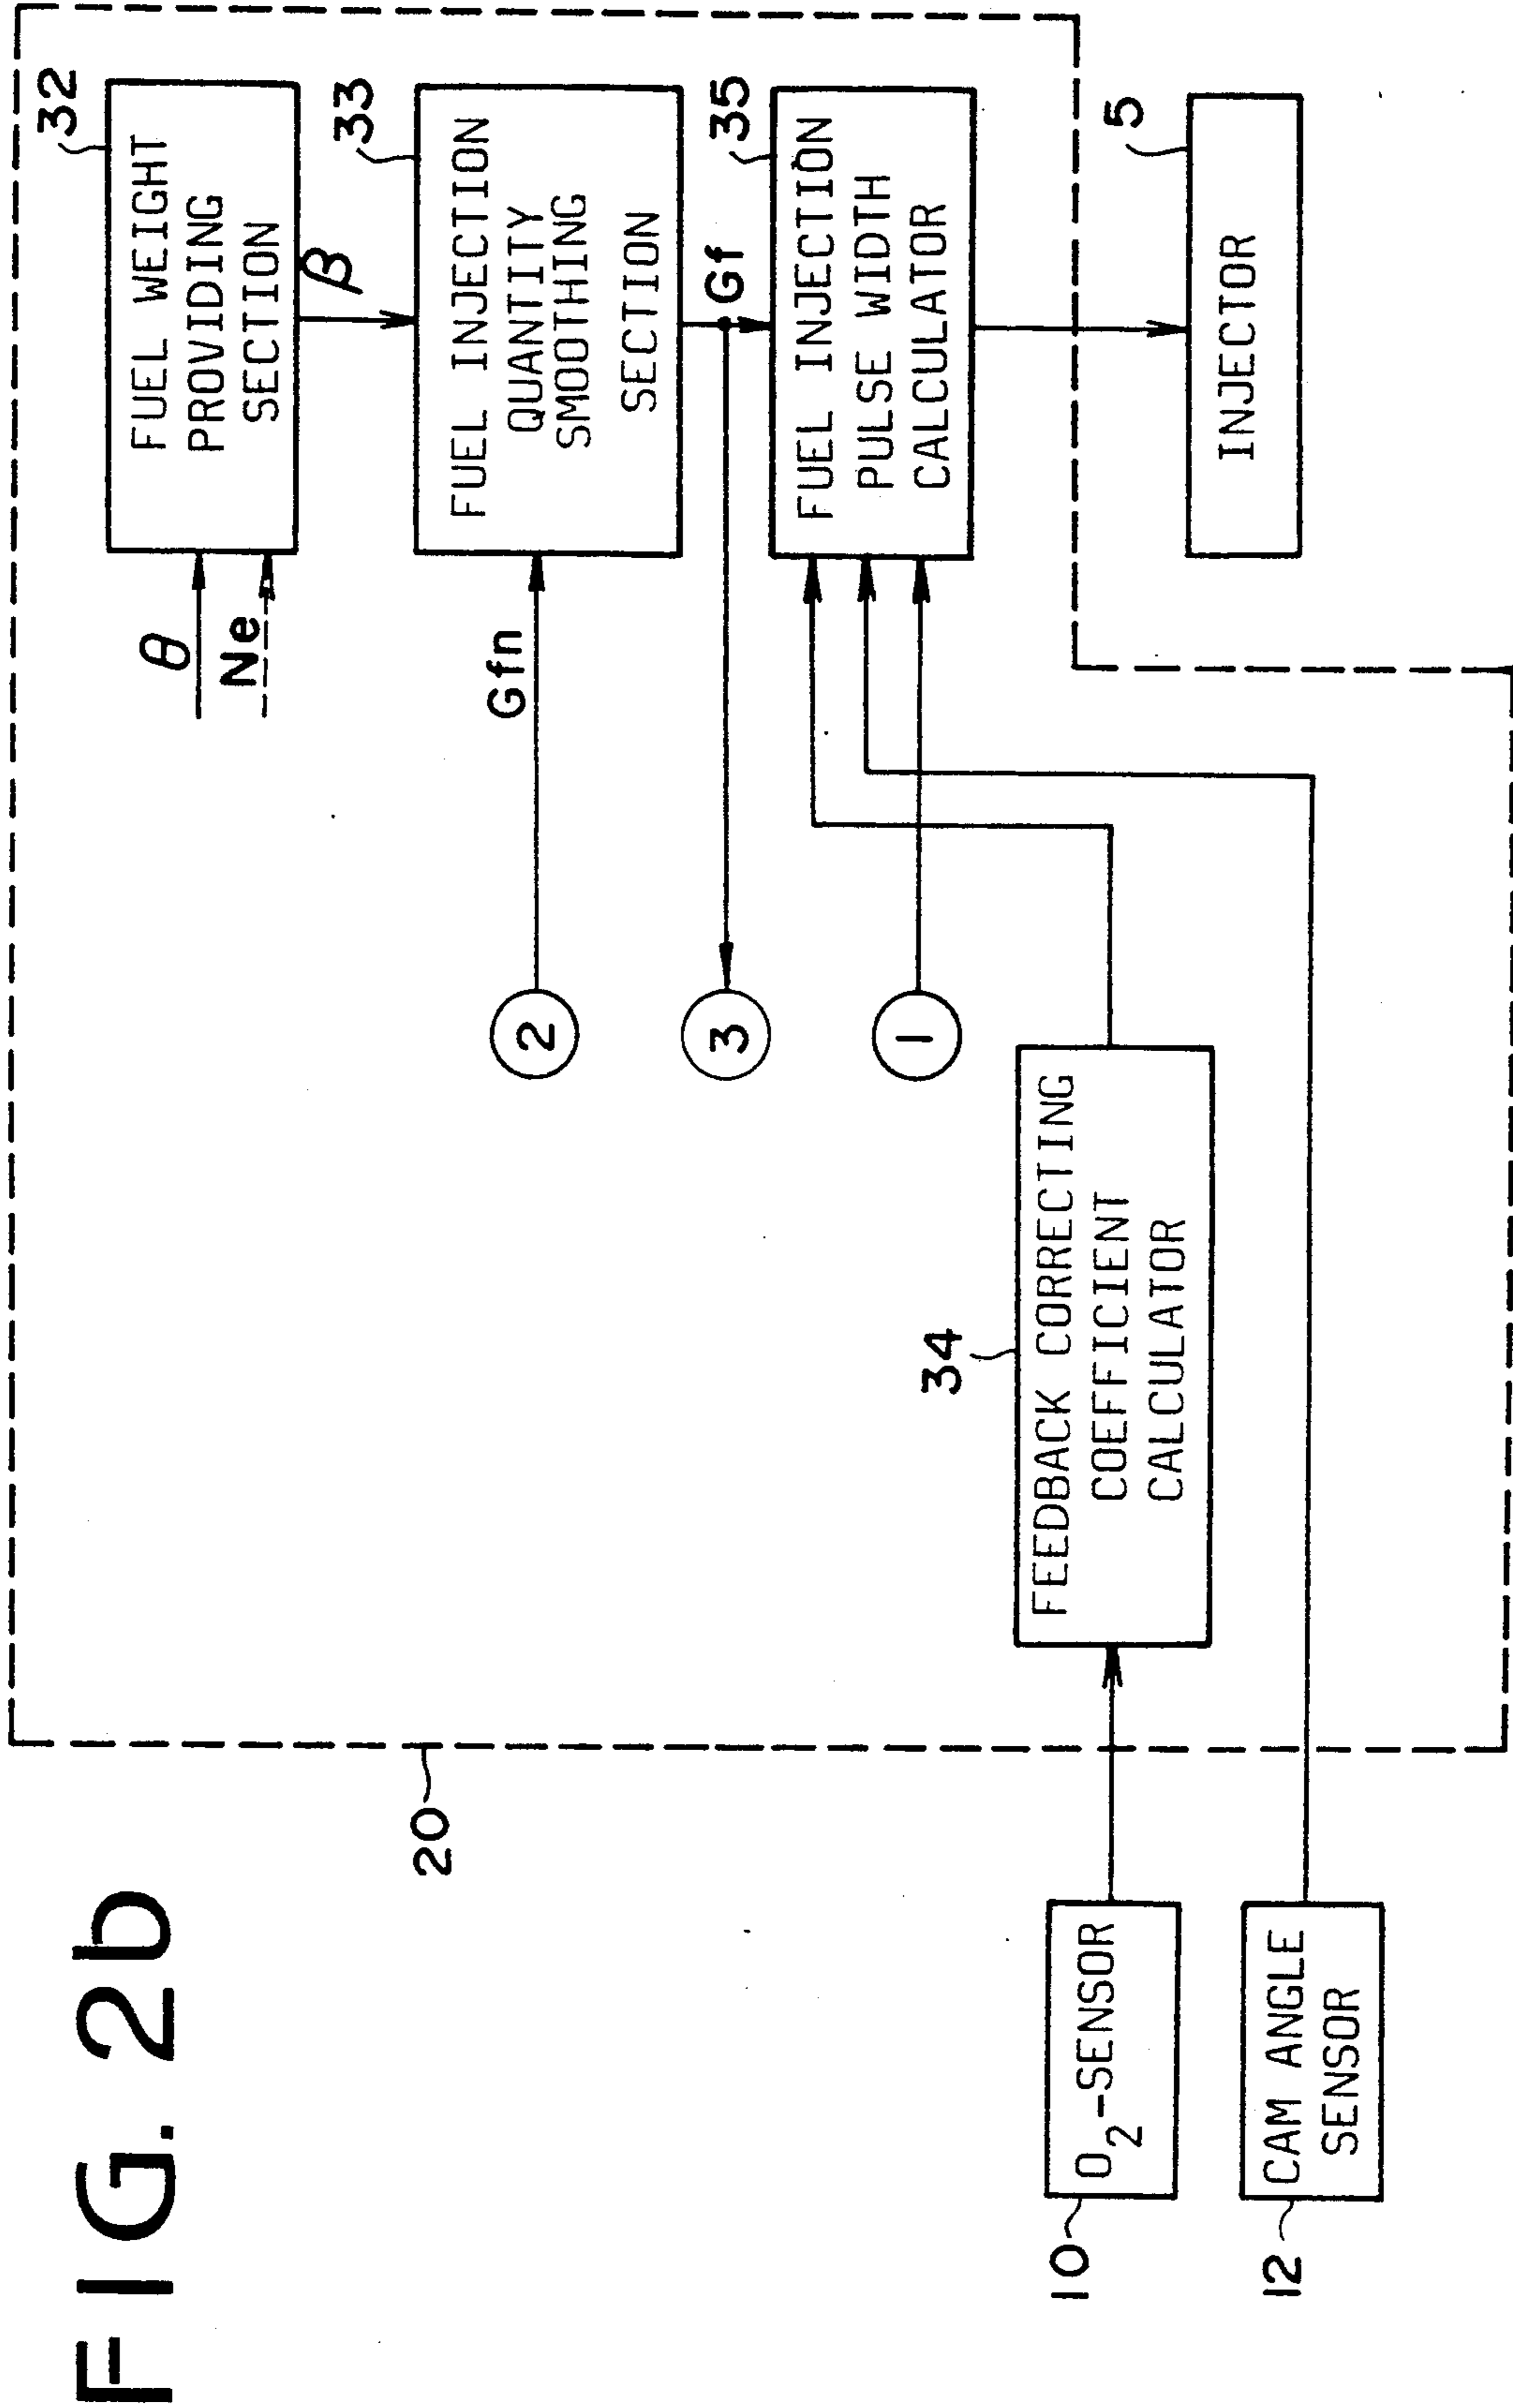 FIG. 2b
20
32
FUEL WEIGHT
PROVIDING
SECTION
θ
Ne
β
33
FUEL INJECTION
QUANTITY
SMOOTHING
SECTION
Gfn
2
Gf
3
35
FUEL INJECTION
PULSE WIDTH
CALCULATOR
1
34
FEEDBACK CORRECTING
COEFFICIENT
CALCULATOR
5
INJECTOR
10
O2-SENSOR
12
CAM ANGLE
SENSOR